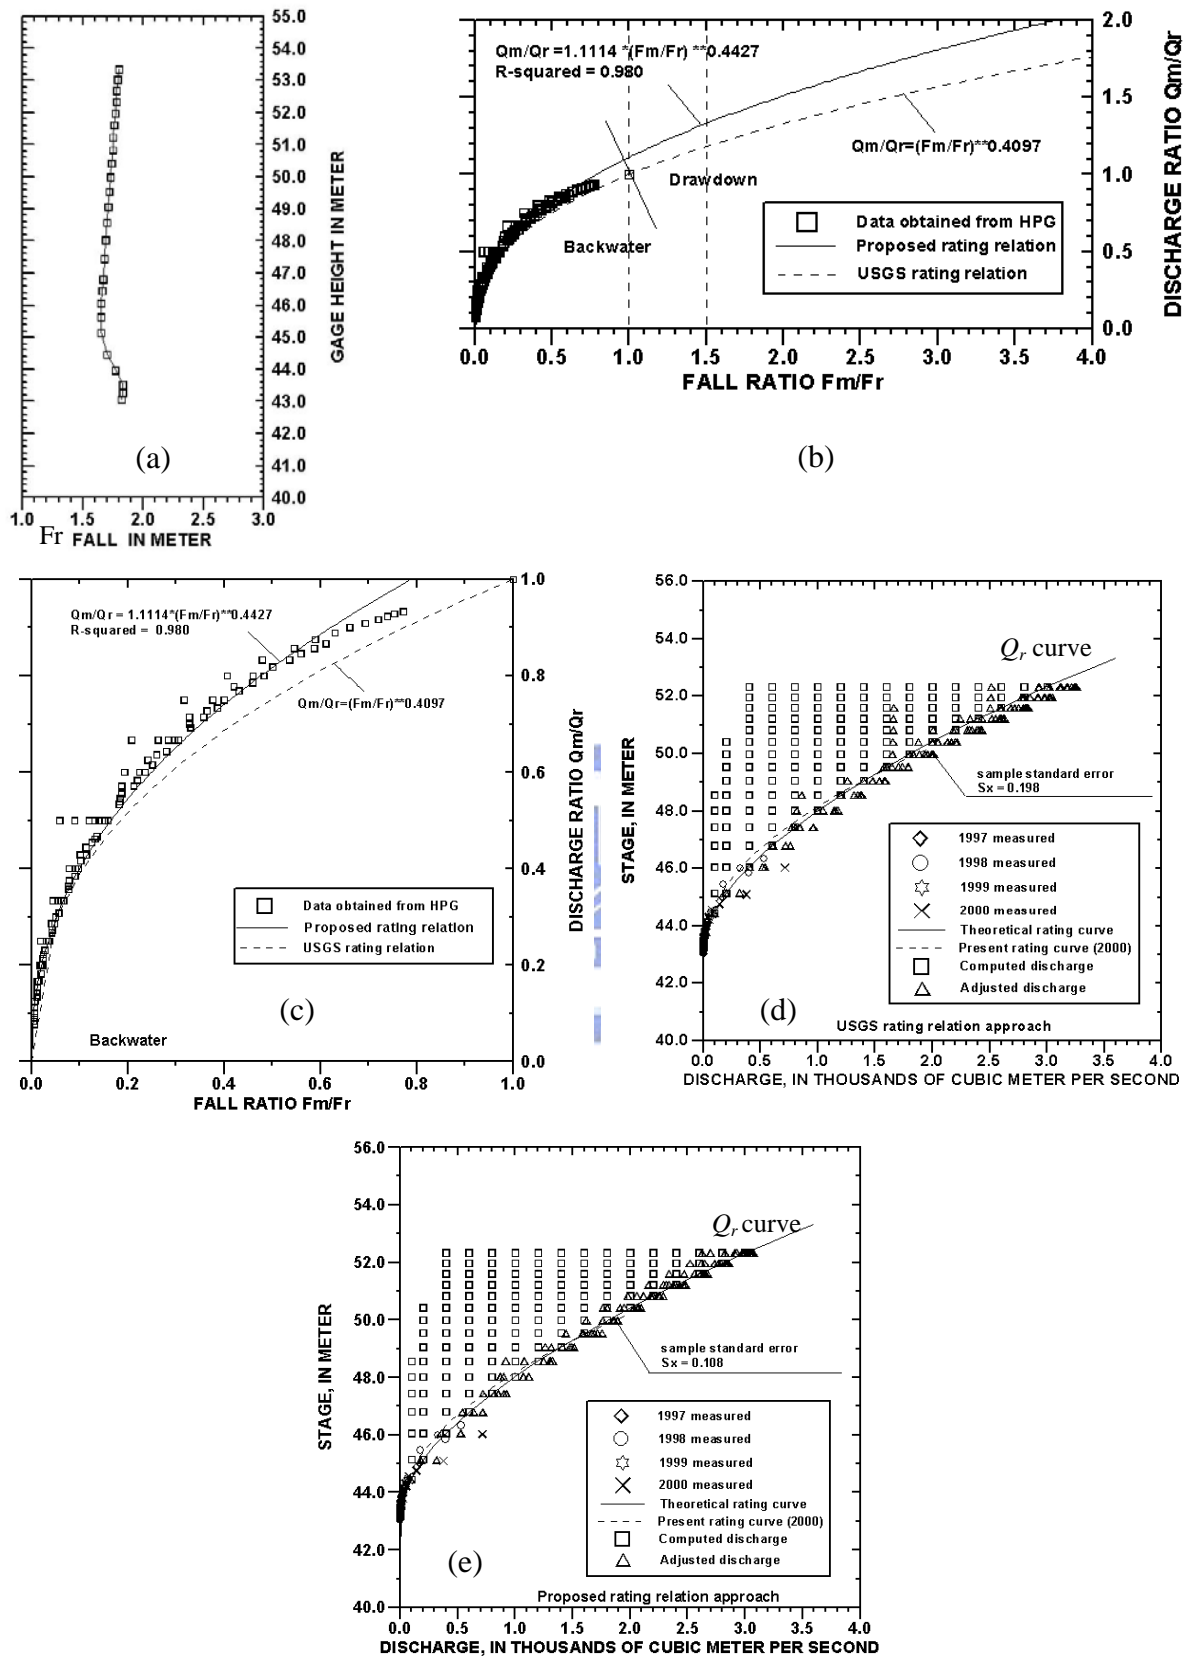 55.0
54.0
53.0
52.0
51.0
50.0
49.0
48.0
47.0
46.0
45.0
44.0
43.0
42.0
41.0
40.0
GAGE HEIGHT IN METER
(a)
1.0 1.5 2.0 2.5 3.0
Fr FALL IN METER
Qm/Qr =1.1114 *(Fm/Fr) **0.4427
R-squared = 0.980
Qm/Qr=(Fm/Fr)**0.4097
Drawdown
Backwater
Data obtained from HPG
Proposed rating relation
USGS rating relation
2.0
1.5
1.0
0.5
0.0
DISCHARGE RATIO Qm/Qr
0.0 0.5 1.0 1.5 2.0 2.5 3.0 3.5 4.0
FALL RATIO Fm/Fr
(b)
Qm/Qr = 1.1114*(Fm/Fr)**0.4427
R-squared = 0.980
Qm/Qr=(Fm/Fr)**0.4097
Data obtained from HPG
Proposed rating relation
USGS rating relation
(c)
Backwater
1.0
0.8
0.6
0.4
0.2
0.0
DISCHARGE RATIO Qm/Qr
0.0 0.2 0.4 0.6 0.8 1.0
FALL RATIO Fm/Fr
56.0
54.0
52.0
50.0
48.0
46.0
44.0
42.0
40.0
STAGE, IN METER
Qr curve
sample standard error
Sx = 0.198
1997 measured
1998 measured
1999 measured
2000 measured
Theoretical rating curve
Present rating curve (2000)
Computed discharge
Adjusted discharge
(d)
USGS rating relation approach
0.0 0.5 1.0 1.5 2.0 2.5 3.0 3.5 4.0
DISCHARGE, IN THOUSANDS OF CUBIC METER PER SECOND
56.0
54.0
52.0
50.0
48.0
46.0
44.0
42.0
40.0
STAGE, IN METER
Qr curve
sample standard error
Sx = 0.108
1997 measured
1998 measured
1999 measured
2000 measured
Theoretical rating curve
Present rating curve (2000)
Computed discharge
Adjusted discharge
(e)
Proposed rating relation approach
0.0 0.5 1.0 1.5 2.0 2.5 3.0 3.5 4.0
DISCHARGE, IN THOUSANDS OF CUBIC METER PER SECOND